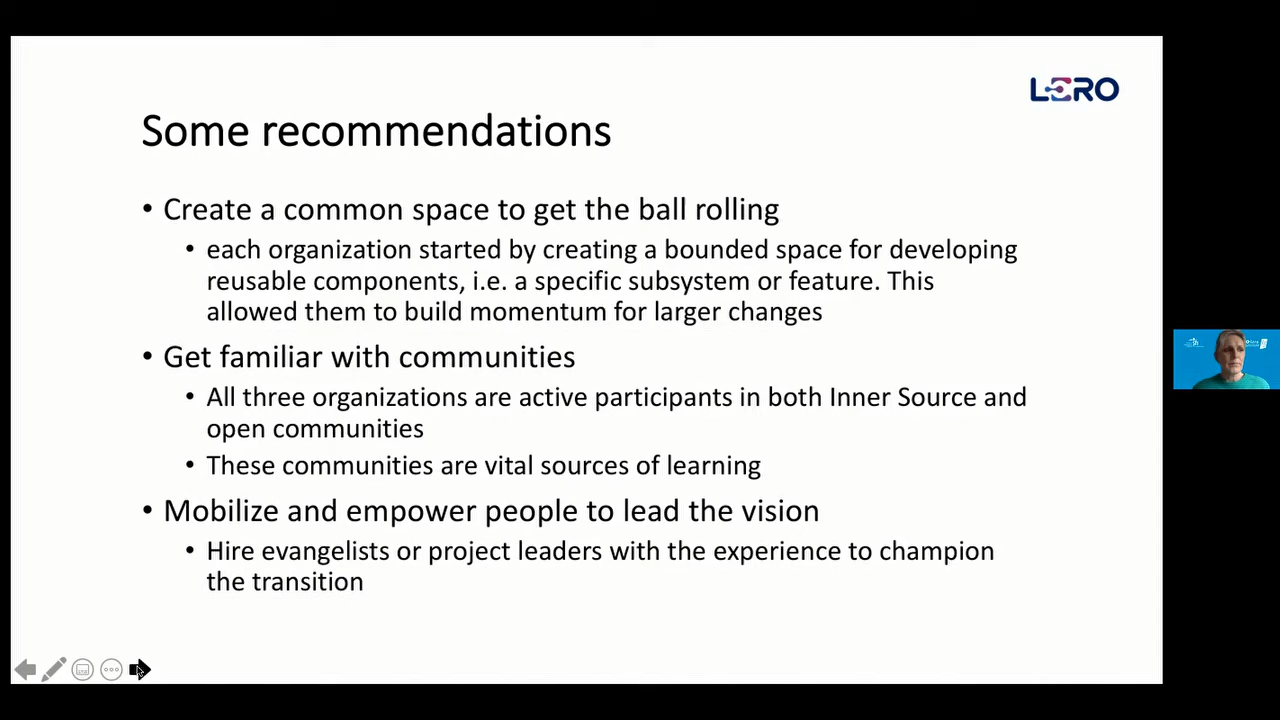 LERO
Some recommendations
• Create a common space to get the ball rolling
• each organization started by creating a bounded space for developing
reusable components, i.e. a specific subsystem or feature. This
allowed them to build momentum for larger changes
• Get familiar with communities
• All three organizations are active participants in both Inner Source and
open communities
• These communities are vital sources of learning
• Mobilize and empower people to lead the vision
• Hire evangelists or project leaders with the experience to champion
the transition